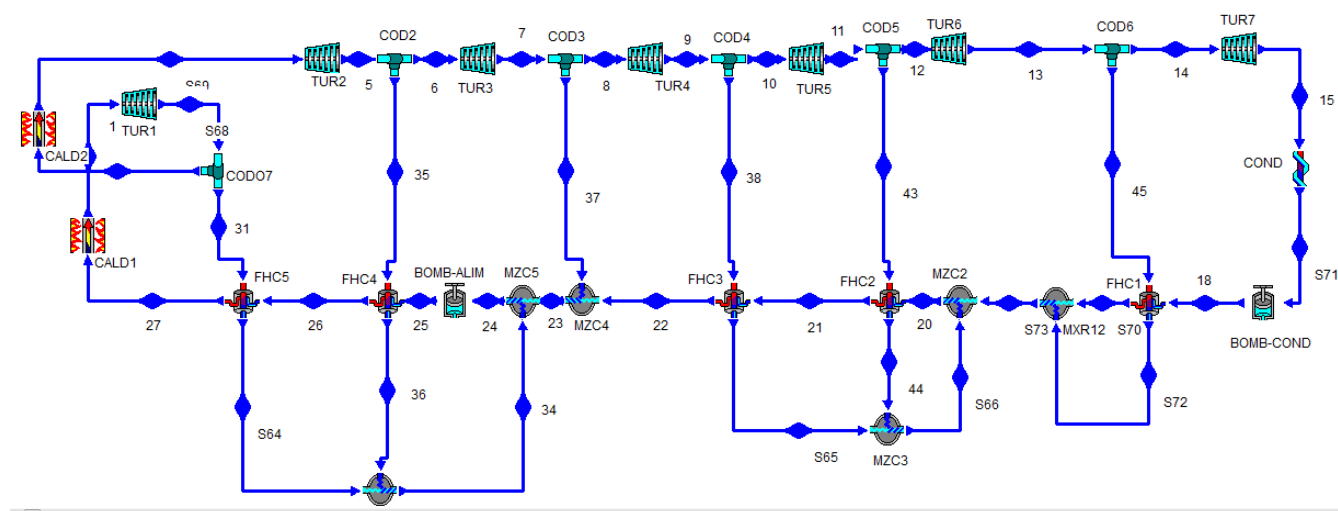 TUR2
5
COD2
6
TUR3
7
COD3
8
TUR4
9
COD4
10
TUR5
11
COD5
12
TUR6
13
COD6
14
TUR7
15
1
TUR1
S69
S68
CALD2
CODO7
CALD1
31
35
37
38
43
45
COND
S71
27
FHC5
26
FHC4
25
BOMB-ALIM
24
MZC5
23
MZC4
22
FHC3
21
FHC2
20
MZC2
S73
MXR12
S70
FHC1
18
BOMB-COND
S64
36
34
S65
44
MZC3
S66
S72